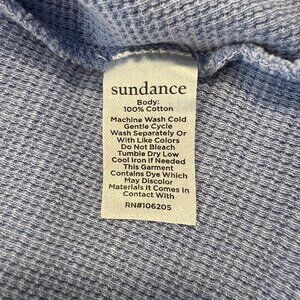 sundance
Body:
100% Cotton
Machine Wash Cold
Gentle Cycle
Wash Separately Or
With Like Colors
Do Not Bleach
Tumble Dry Low
Cool Iron If Needed
This Garment
Contains Dye Which
May Discolor
Materials It Comes In
Contact With
RN#106205